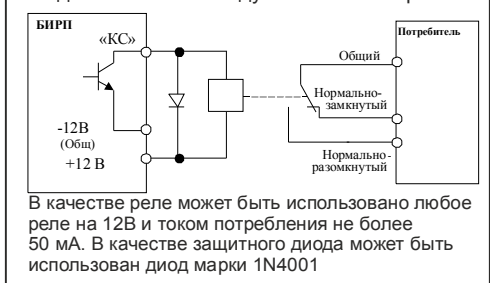 БИРП
Потребитель
«КС»
Общий
Нормально-
замкнутый
-12В
(Общ)
+12 В
Нормально-
разомкнутый
В качестве реле может быть использовано любое
реле на 12В и током потребления не более
50 мА. В качестве защитного диода может быть
использован диод марки 1N4001